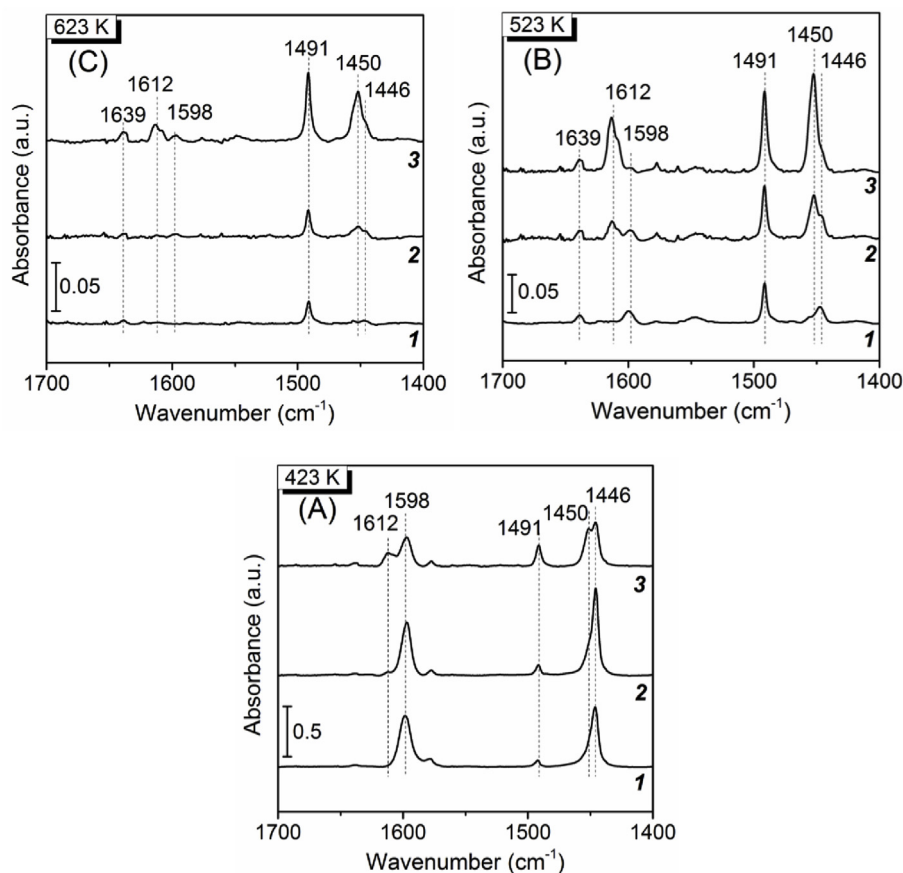 623 K
(C)
1491
1450
1612
1446
1639
1598
3
2
0.05
1
1700 1600 1500 1400
Wavenumber (cm⁻¹)
Absorbance (a.u.)
523 K
(B)
1450
1491
1446
1612
1639
1598
3
2
0.05
1
1700 1600 1500 1400
Wavenumber (cm⁻¹)
Absorbance (a.u.)
423 K
(A)
1598
1446
1612
1491
1450
3
2
0.5
1
1700 1600 1500 1400
Wavenumber (cm⁻¹)
Absorbance (a.u.)